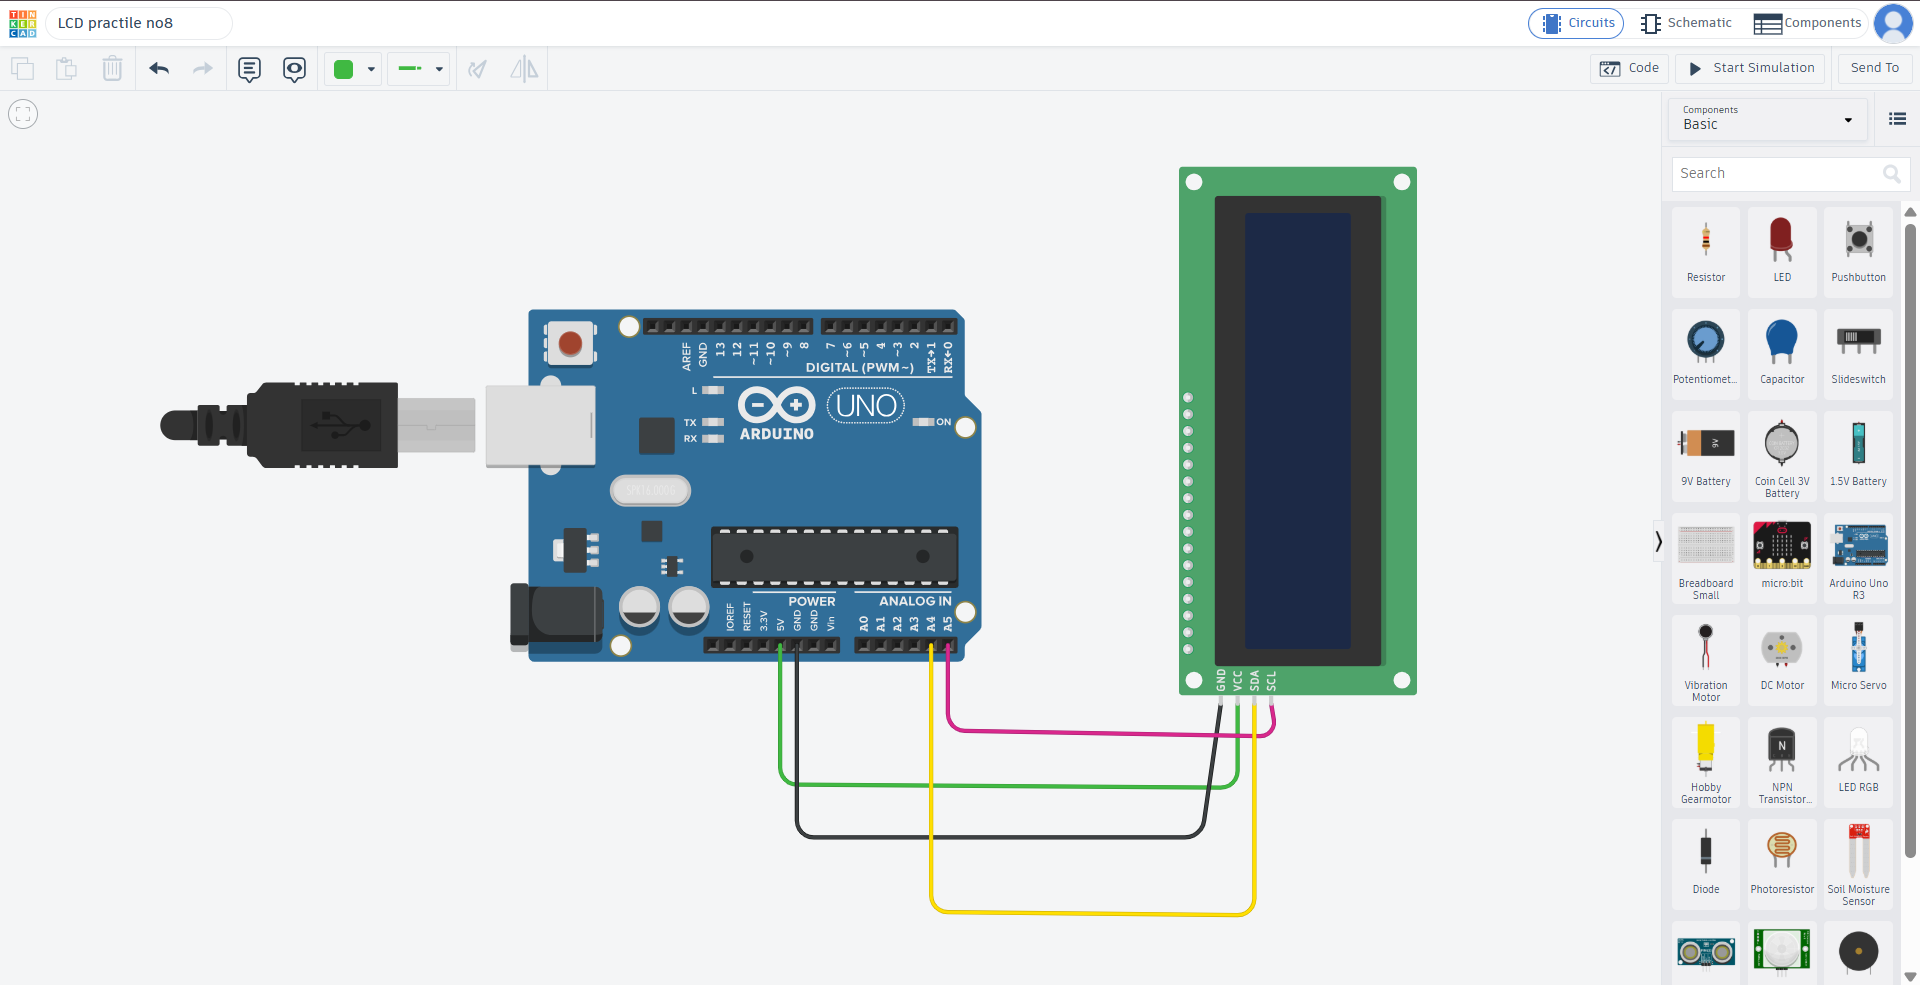 TIN
KER
CAD
LCD practile no8
Circuits
Schematic
Components
Code
Start Simulation
Send To
Components
Basic
Search
Resistor
LED
Pushbutton
Potentiomet...
Capacitor
Slideswitch
9V
9V Battery
Coin Cell 3V
Battery
1.5V Battery
Breadboard
Small
micro:bit
Arduino Uno
R3
Vibration
Motor
DC Motor
Micro Servo
N
Hobby
Gearmotor
NPN
Transistor...
LED RGB
Diode
Photoresistor
Soil Moisture
Sensor
AREF
GND
13
12
~11
~10
~9
8
7
~6
~5
4
~3
2
TX→1
RX←0
DIGITAL (PWM~)
L
TX
RX
ARDUINO
UNO
ON
SPK16.000G
POWER
ANALOG IN
IOREF
RESET
3.3V
5V
GND
GND
Vin
A0
A1
A2
A3
A4
A5
GND
VCC
SDA
SCL